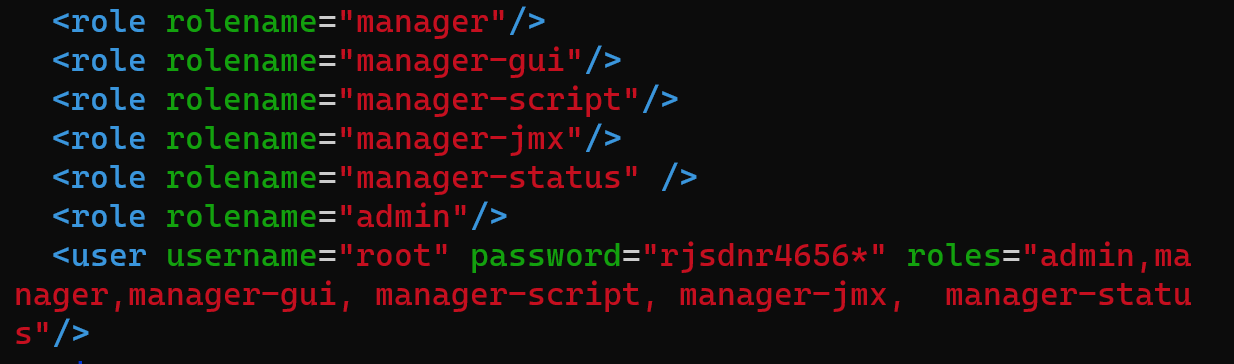 <role rolename="manager"/>
<role rolename="manager-gui"/>
<role rolename="manager-script"/>
<role rolename="manager-jmx"/>
<role rolename="manager-status" />
<role rolename="admin"/>
<user username="root" password="rjsdnr4656*" roles="admin,ma
nager,manager-gui, manager-script, manager-jmx,  manager-statu
s"/>